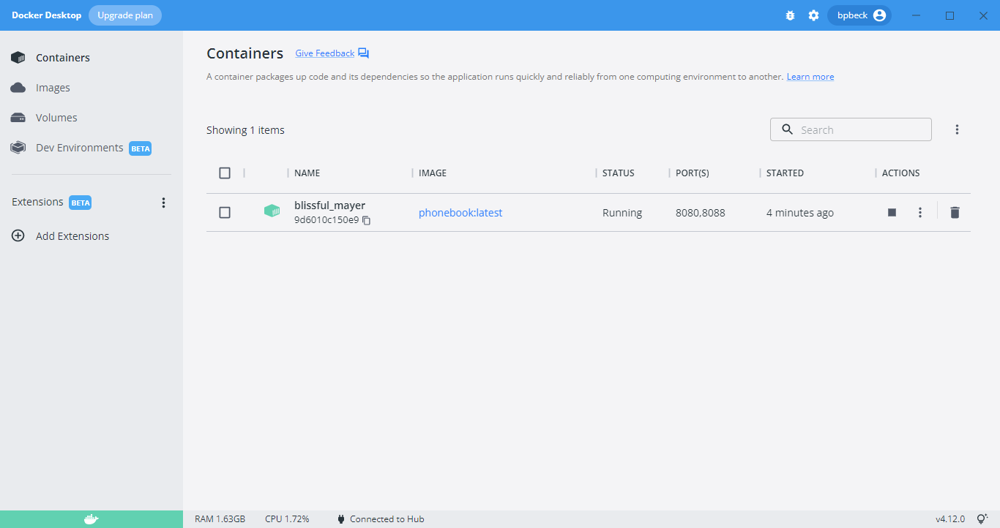 Docker Desktop Upgrade plan bpbeck
Containers
Images
Volumes
Dev Environments BETA
Extensions BETA
Add Extensions
Containers Give Feedback
A container packages up code and its dependencies so the application runs quickly and reliably from one computing environment to another. Learn more
Showing 1 items Search
NAME IMAGE STATUS PORT(S) STARTED ACTIONS
blissful_mayer
9d6010c150e9
phonebook:latest Running 8080,8088 4 minutes ago
RAM 1.63GB CPU 1.72% Connected to Hub v4.12.0